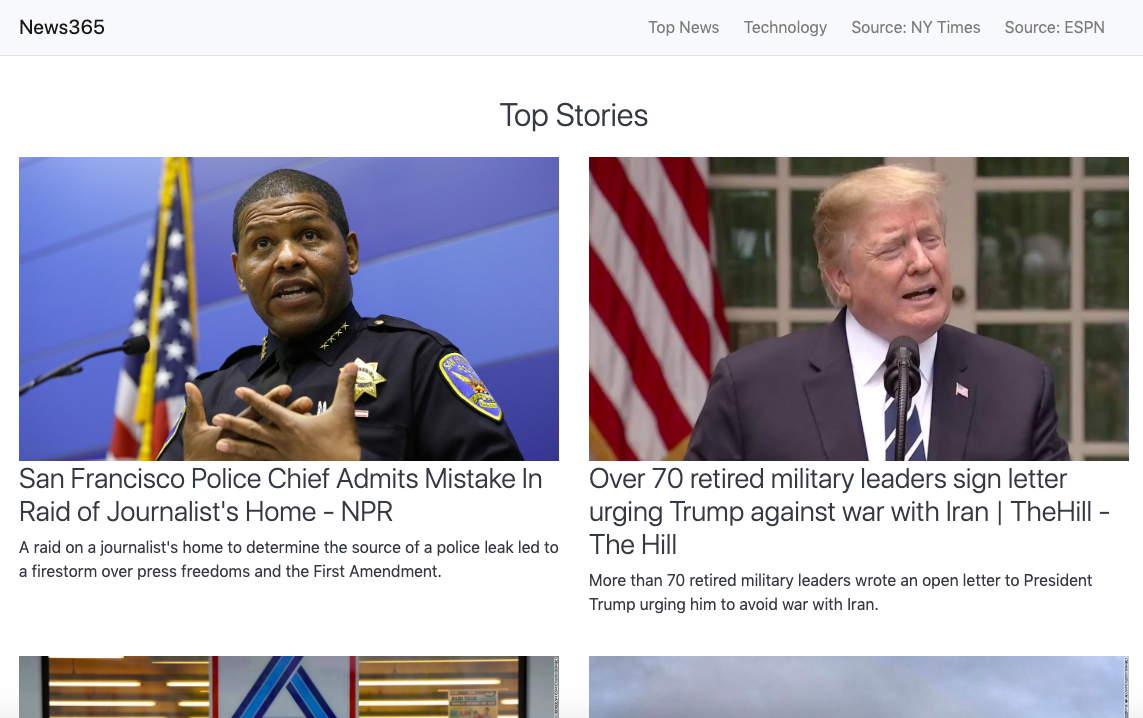 News365
Top News
Technology
Source: NY Times
Source: ESPN
Top Stories
San Francisco Police Chief Admits Mistake In
Raid of Journalist's Home - NPR
A raid on a journalist's home to determine the source of a police leak led to
a firestorm over press freedoms and the First Amendment.
Over 70 retired military leaders sign letter
urging Trump against war with Iran | TheHill -
The Hill
More than 70 retired military leaders wrote an open letter to President
Trump urging him to avoid war with Iran.